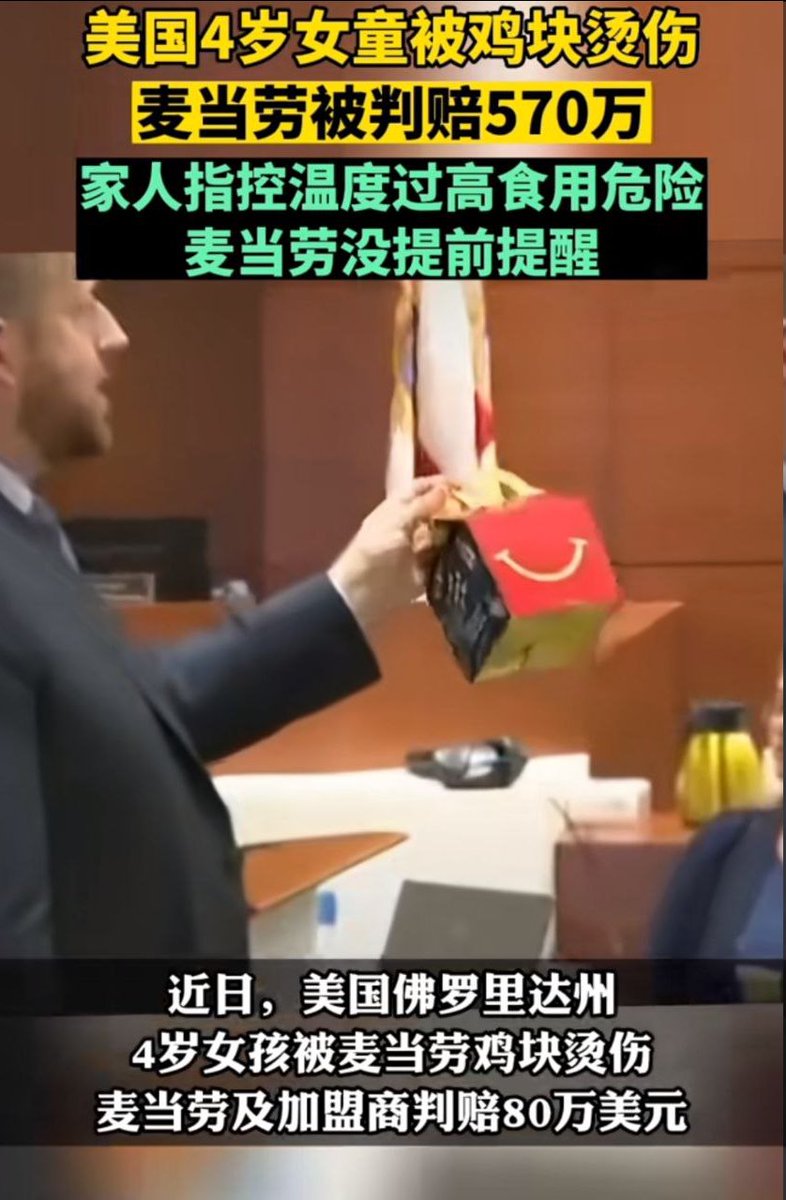 美国4岁女童被鸡块烫伤
麦当劳被判赔570万
家人指控温度过高食用危险
麦当劳没提前提醒
近日，美国佛罗里达州
4岁女孩被麦当劳鸡块烫伤
麦当劳及加盟商判赔80万美元